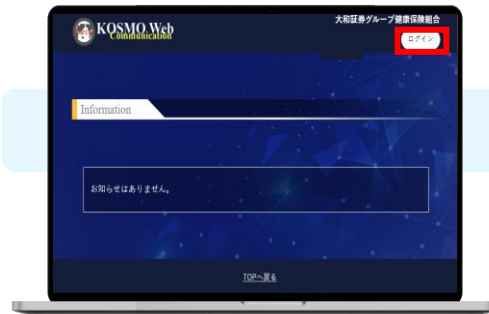 KOSMO Web
Communication
大和証券グループ健康保険組合
ログイン
Information
お知らせはありません。
TOPへ戻る